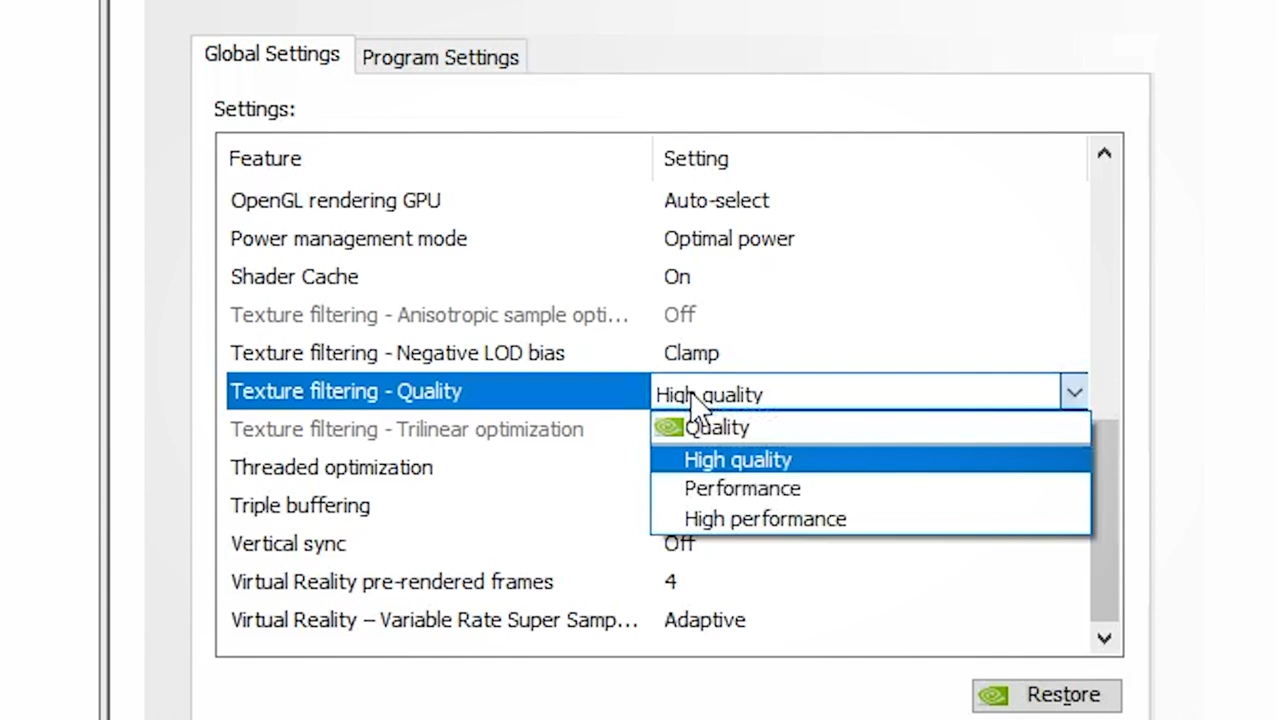 Global Settings
Program Settings
Settings:
Feature Setting
OpenGL rendering GPU Auto-select
Power management mode Optimal power
Shader Cache On
Texture filtering - Anisotropic sample opti... Off
Texture filtering - Negative LOD bias Clamp
Texture filtering - Quality High quality
Quality
Texture filtering - Trilinear optimization
High quality
Threaded optimization
Performance
Triple buffering
High performance
Vertical sync Off
Virtual Reality pre-rendered frames 4
Virtual Reality – Variable Rate Super Samp... Adaptive
Restore